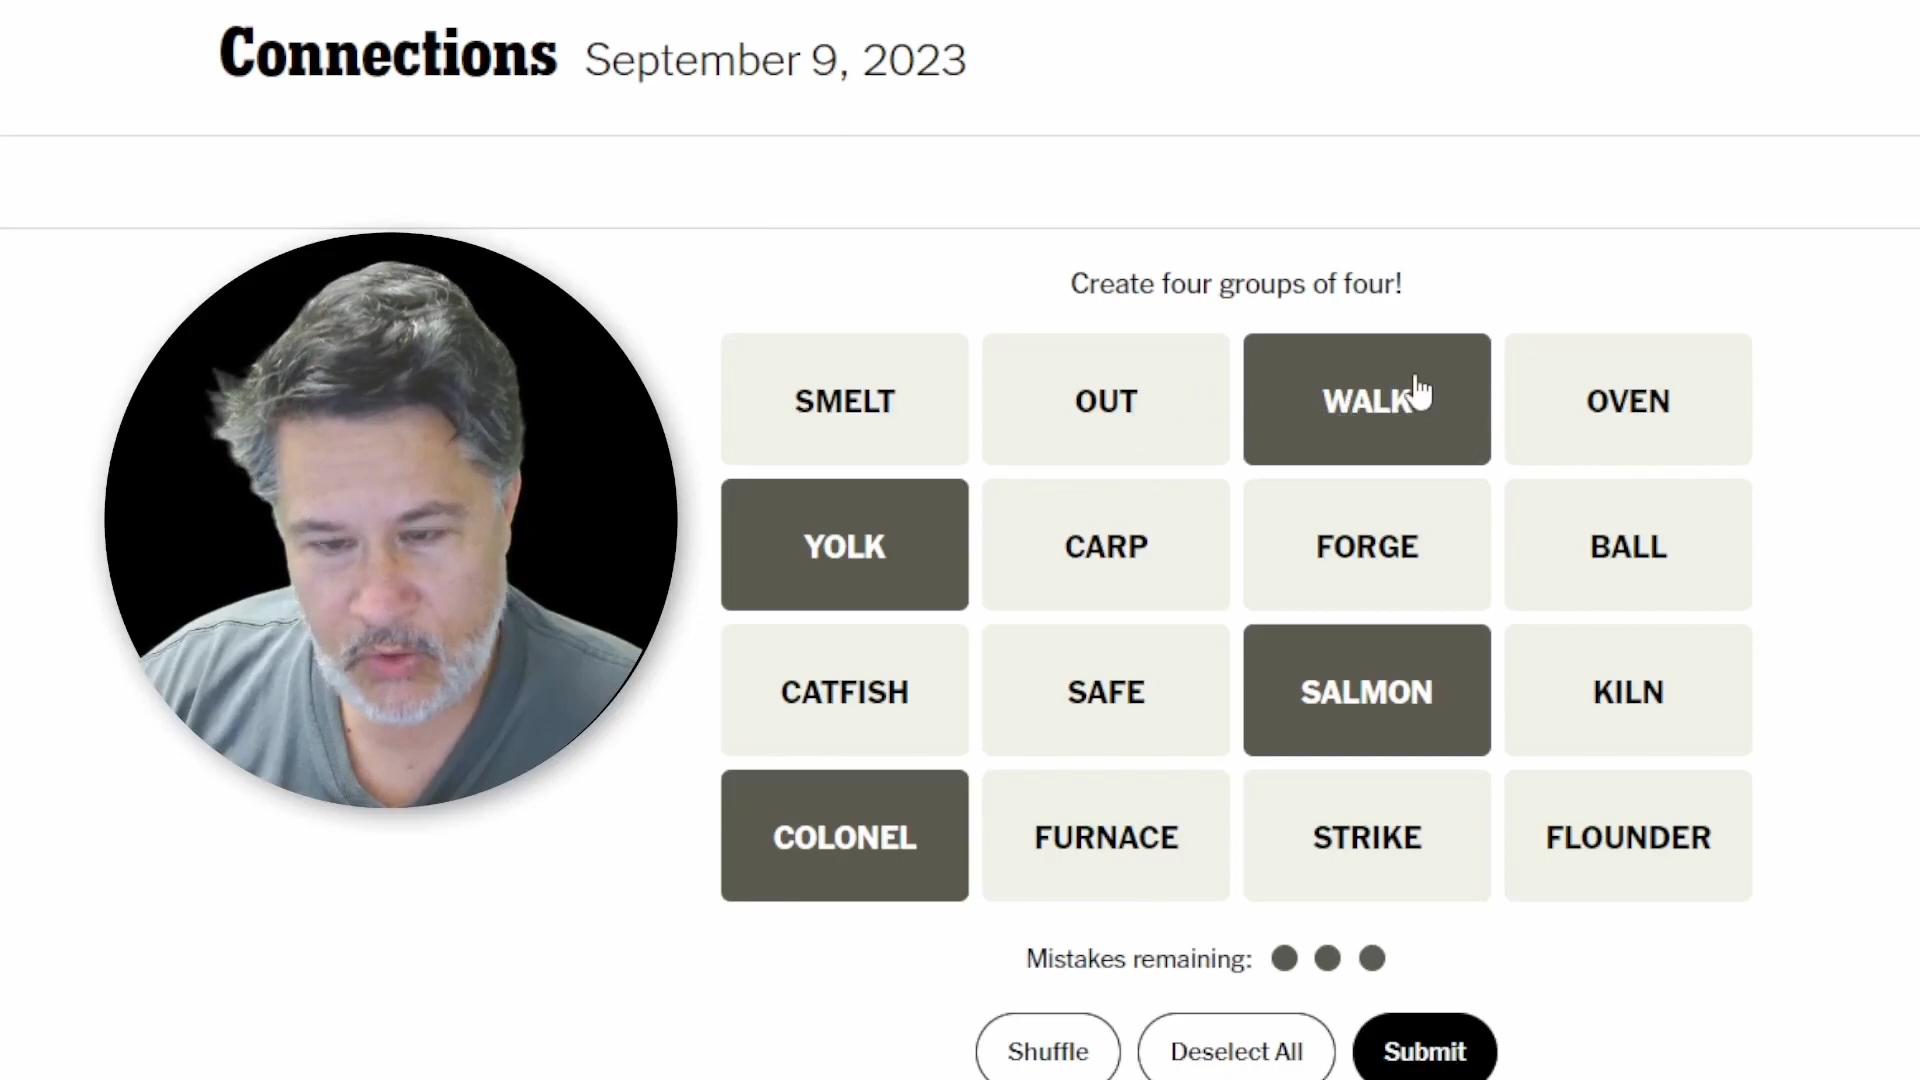 Connections September 9, 2023
Create four groups of four!
SMELT OUT WALK OVEN
YOLK CARP FORGE BALL
CATFISH SAFE SALMON KILN
COLONEL FURNACE STRIKE FLOUNDER
Mistakes remaining:
Shuffle Deselect All Submit